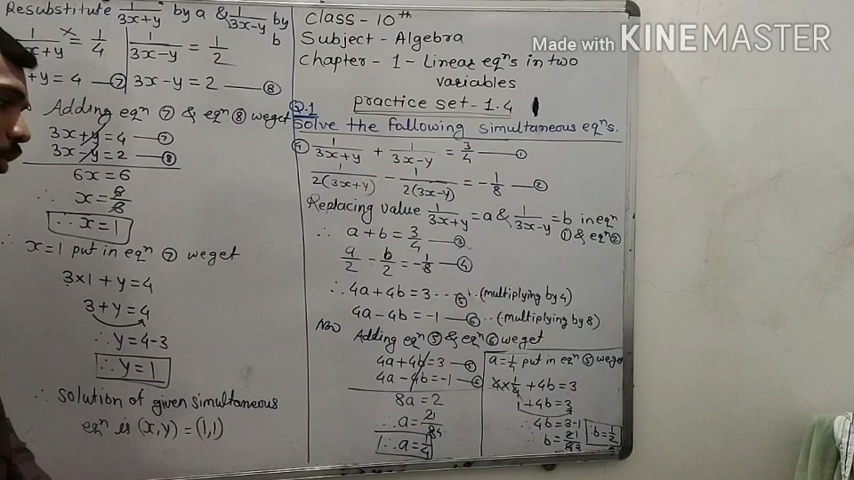 Class - 10th
Subject - Algebra
Chapter - 1 - Linear eqns in two variables
practice set - 1.4
Q.1
Solve the following simultaneous eqns.
④ 1/(3x+y) + 1/(3x-y) = 3/4 — ①
1/(2(3x+y)) - 1/(2(3x-y)) = -1/8 — ②
Replacing value 1/(3x+y) = a & 1/(3x-y) = b in eqn ① & eqn ②
∴ a + b = 3/4 — ③
a/2 - b/2 = -1/8 — ④
∴ 4a + 4b = 3 -- ⑤ ·· (multiplying by 4)
4a - 4b = -1 — ⑥ ·· (multiplying by 8)
Now Adding eqn ⑤ & eqn ⑥ we get
4a + 4b = 3 — ⑤
4a - 4b = -1 — ⑥
8a = 2
∴ a = 2/8
∴ a = 1/4
a = 1/4 put in eqn ⑤ we get
4 × 1/4 + 4b = 3
1 + 4b = 3
∴ 4b = 3 - 1
∴ b = 2/4
∴ b = 1/2
Resubstitute 1/(3x+y) by a & 1/(3x-y) by b
1/(3x+y) = 1/4
1/(3x-y) = 1/2
+ y = 4 — ⑦
3x - y = 2 — ⑧
Adding eqn ⑦ & eqn ⑧ we get
3x + y = 4 — ⑦
3x - y = 2 — ⑧
6x = 6
∴ x = 6/6
∴ x = 1
∴ x = 1 put in eqn ⑦ we get
3 × 1 + y = 4
3 + y = 4
∴ y = 4 - 3
∴ y = 1
∴ solution of given simultaneous
eqn is (x, y) = (1, 1)
Made with KINEMASTER